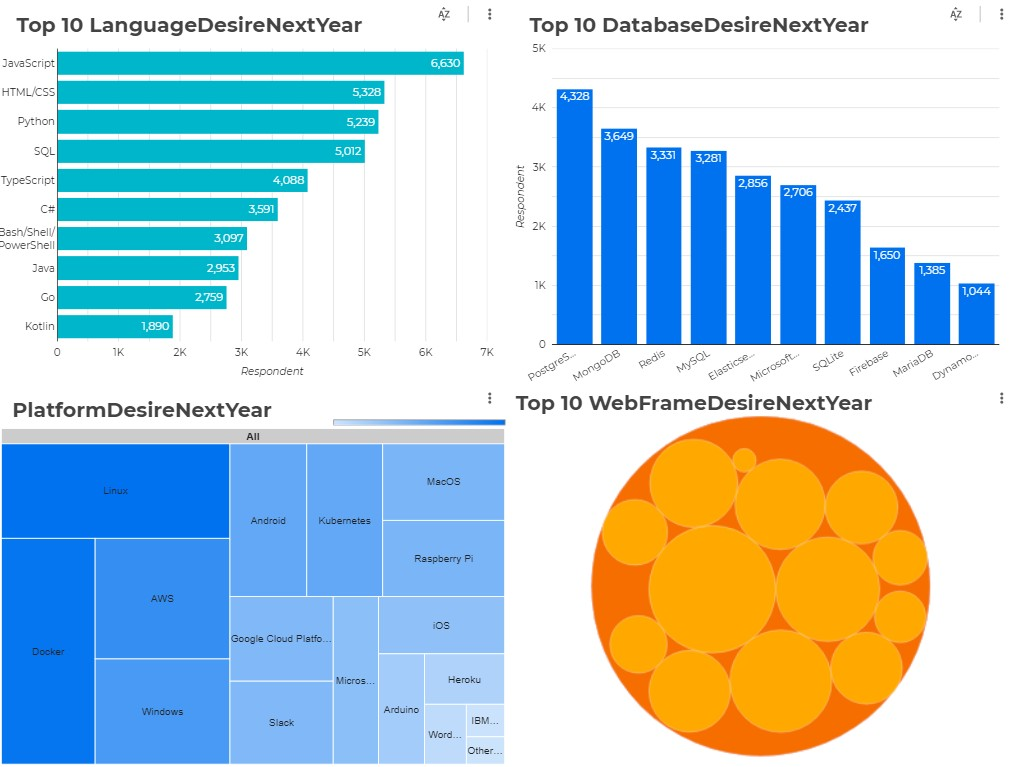 Top 10 LanguageDesireNextYear
JavaScript
6,630
HTML/CSS
5,328
Python
5,239
SQL
5,012
TypeScript
4,088
C#
3,591
Bash/Shell/
PowerShell
3,097
Java
2,953
Go
2,759
Kotlin
1,890
0 1K 2K 3K 4K 5K 6K 7K
Respondent
AZ
Top 10 DatabaseDesireNextYear
AZ
5K
4K
3K
2K
1K
0
Respondent
4,328
3,649
3,331
3,281
2,856
2,706
2,437
1,650
1,385
1,044
PostgreS...
MongoDB
Redis
MySQL
Elasticse...
Microsoft...
SQLite
Firebase
MariaDB
Dynamo...
PlatformDesireNextYear
All
Linux
Docker
AWS
Windows
Android
Kubernetes
MacOS
Raspberry Pi
Google Cloud Platfo...
Slack
Micros...
iOS
Arduino
Heroku
Word...
IBM...
Other...
Top 10 WebFrameDesireNextYear